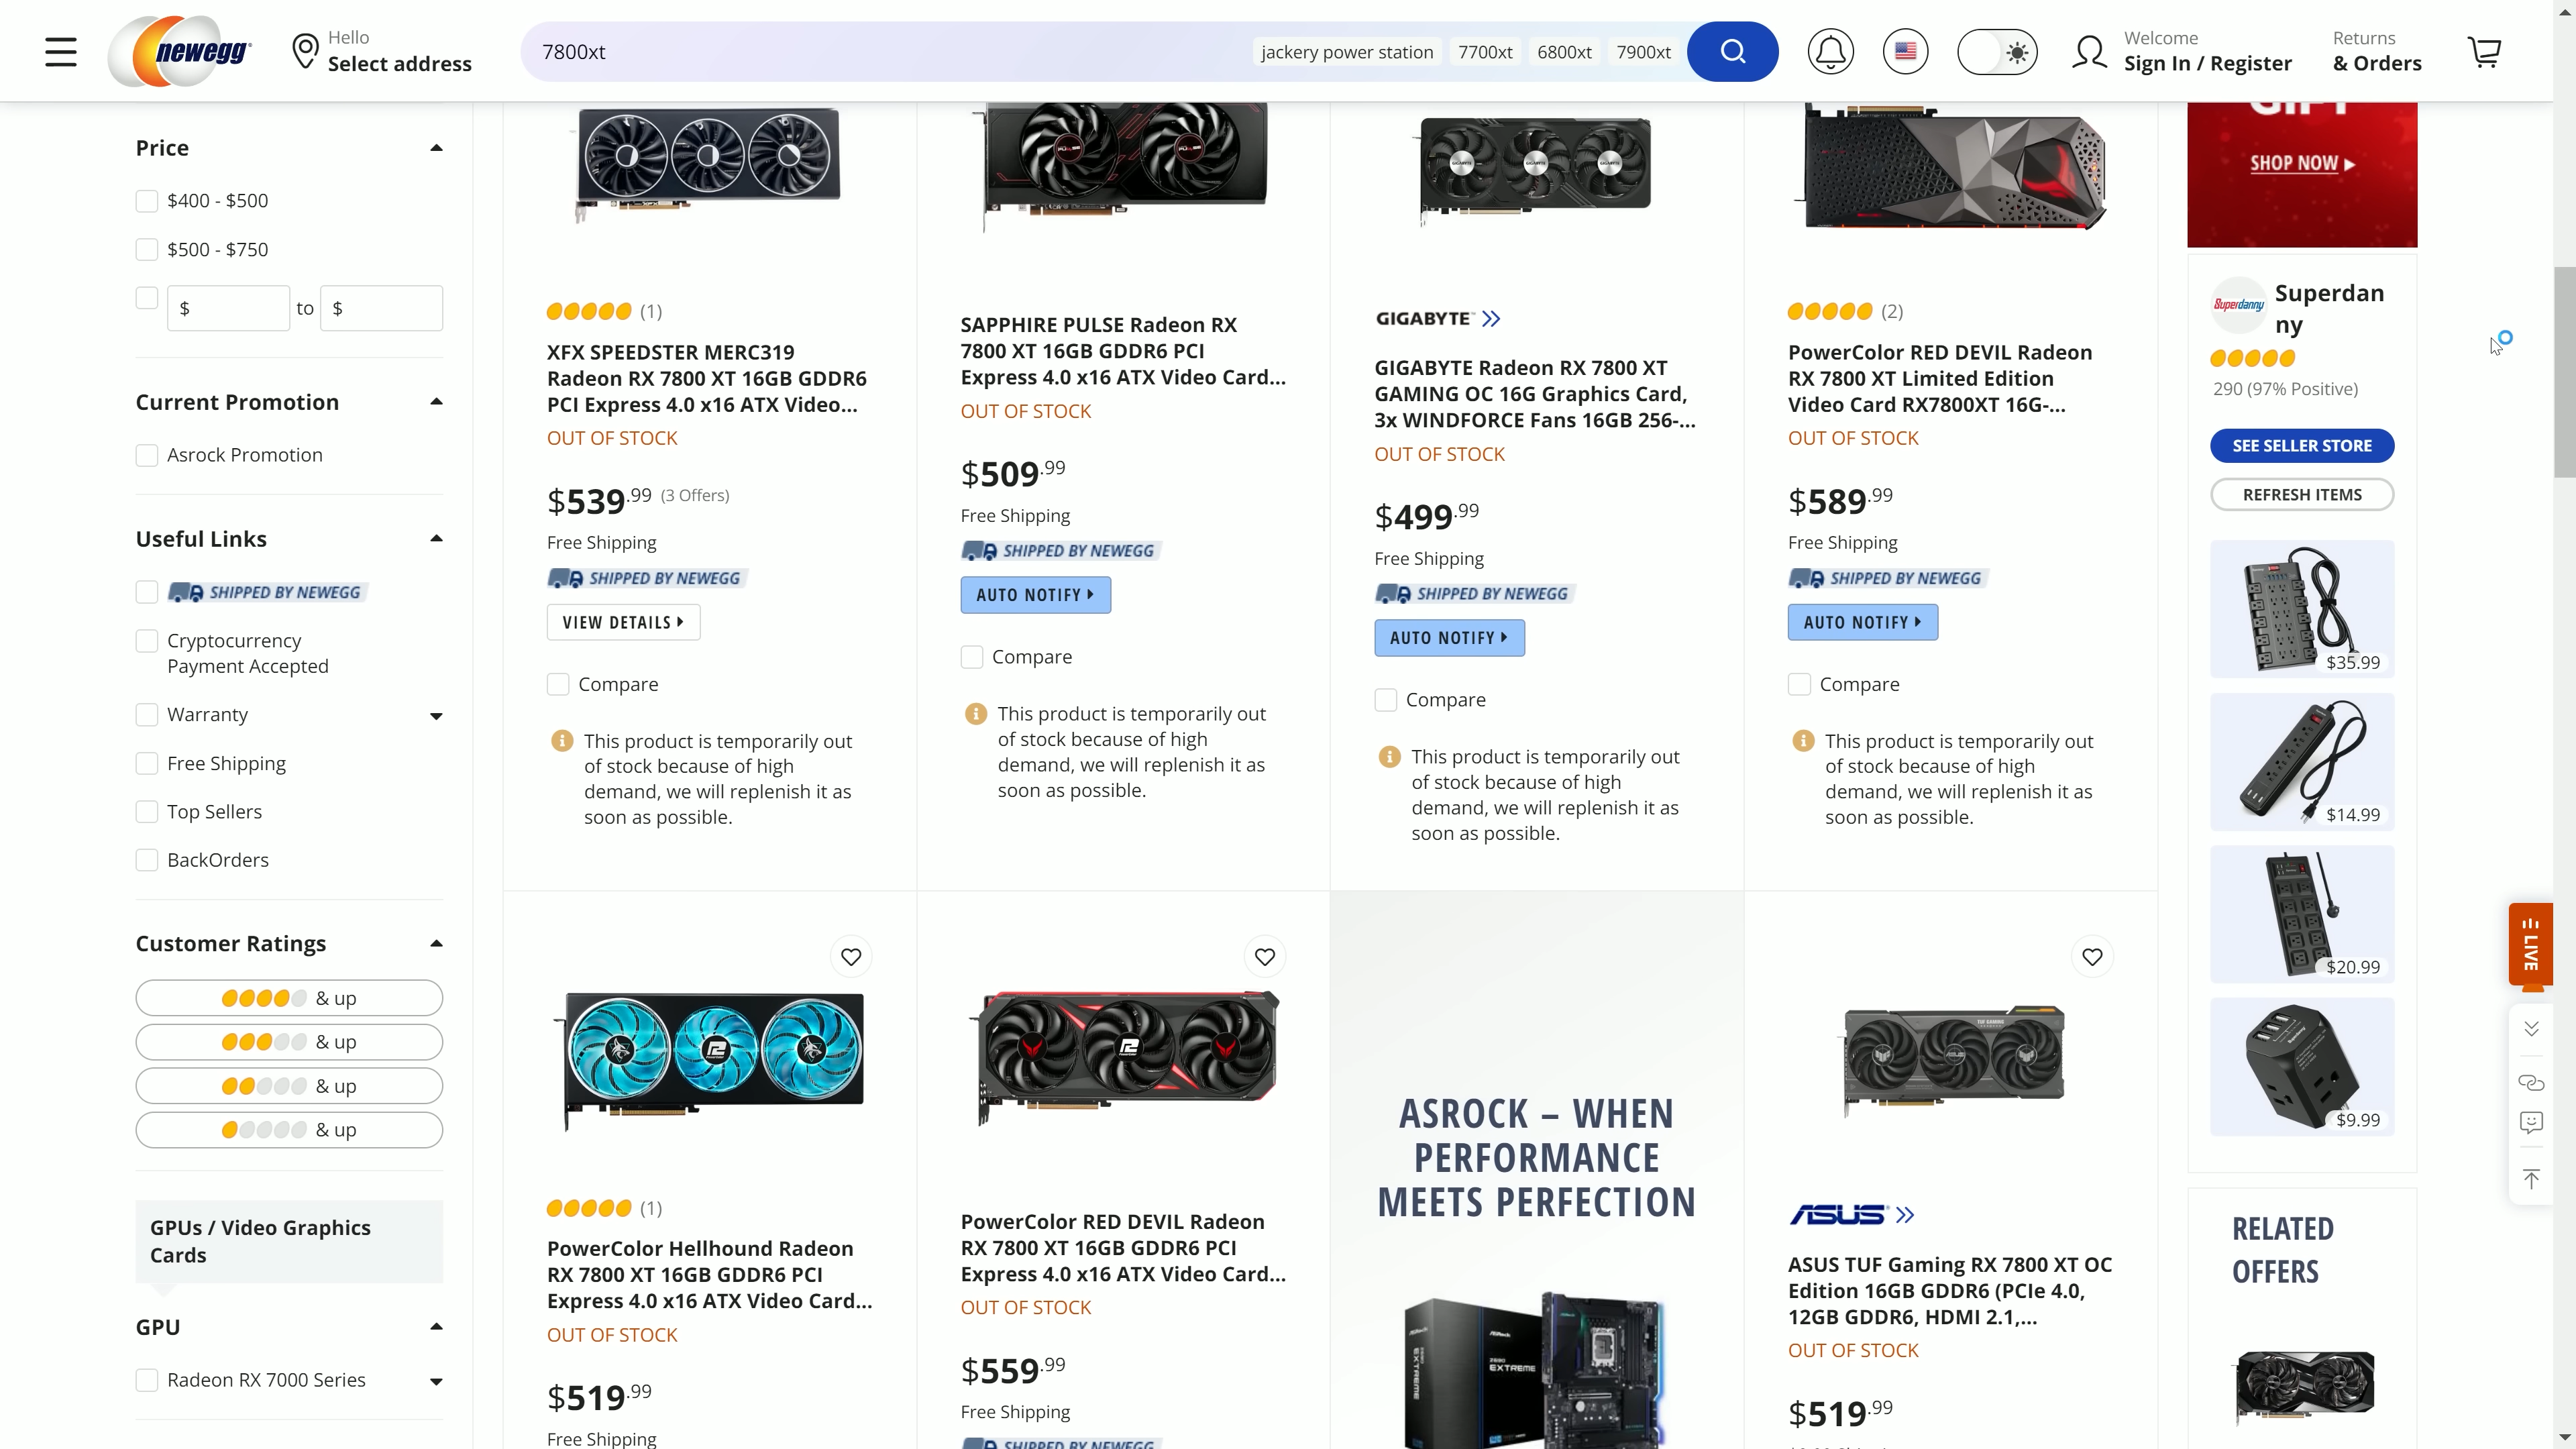 newegg
Hello
Select address
7800xt
jackery power station
7700xt
6800xt
7900xt
Welcome
Sign In / Register
Returns
& Orders
Price
$400 - $500
$500 - $750
$ to $
Current Promotion
Asrock Promotion
Useful Links
SHIPPED BY NEWEGG
Cryptocurrency
Payment Accepted
Warranty
Free Shipping
Top Sellers
BackOrders
Customer Ratings
& up
& up
& up
& up
GPUs / Video Graphics
Cards
GPU
Radeon RX 7000 Series
(1)
XFX SPEEDSTER MERC319
Radeon RX 7800 XT 16GB GDDR6
PCI Express 4.0 x16 ATX Video...
OUT OF STOCK
$539.99 (3 Offers)
Free Shipping
SHIPPED BY NEWEGG
VIEW DETAILS
Compare
This product is temporarily out
of stock because of high
demand, we will replenish it as
soon as possible.
SAPPHIRE PULSE Radeon RX
7800 XT 16GB GDDR6 PCI
Express 4.0 x16 ATX Video Card...
OUT OF STOCK
$509.99
Free Shipping
SHIPPED BY NEWEGG
AUTO NOTIFY
Compare
This product is temporarily out
of stock because of high
demand, we will replenish it as
soon as possible.
GIGABYTE
GIGABYTE Radeon RX 7800 XT
GAMING OC 16G Graphics Card,
3x WINDFORCE Fans 16GB 256-...
OUT OF STOCK
$499.99
Free Shipping
SHIPPED BY NEWEGG
AUTO NOTIFY
Compare
This product is temporarily out
of stock because of high
demand, we will replenish it as
soon as possible.
(2)
PowerColor RED DEVIL Radeon
RX 7800 XT Limited Edition
Video Card RX7800XT 16G-...
OUT OF STOCK
$589.99
Free Shipping
SHIPPED BY NEWEGG
AUTO NOTIFY
Compare
This product is temporarily out
of stock because of high
demand, we will replenish it as
soon as possible.
(1)
PowerColor Hellhound Radeon
RX 7800 XT 16GB GDDR6 PCI
Express 4.0 x16 ATX Video Card...
OUT OF STOCK
$519.99
Free Shipping
PowerColor RED DEVIL Radeon
RX 7800 XT 16GB GDDR6 PCI
Express 4.0 x16 ATX Video Card...
OUT OF STOCK
$559.99
Free Shipping
SHIPPED BY NEWEGG
ASROCK – WHEN
PERFORMANCE
MEETS PERFECTION
EXTREME
EXTREME
TUF GAMING
ASUS
ASUS TUF Gaming RX 7800 XT OC
Edition 16GB GDDR6 (PCIe 4.0,
12GB GDDR6, HDMI 2.1,...
OUT OF STOCK
$519.99
GIFT
SHOP NOW
Superdanny
Superdan
ny
290 (97% Positive)
SEE SELLER STORE
REFRESH ITEMS
$35.99
$14.99
$20.99
$9.99
RELATED
OFFERS
LIVE